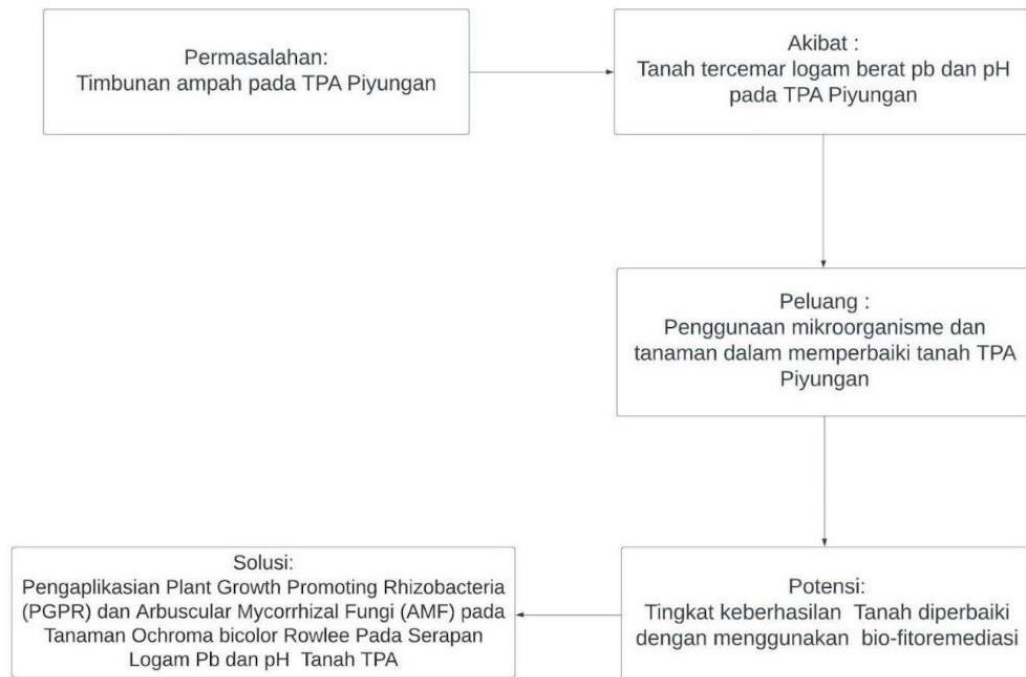 Permasalahan:
Timbunan ampah pada TPA Piyungan
Akibat :
Tanah tercemar logam berat pb dan pH
pada TPA Piyungan
Peluang :
Penggunaan mikroorganisme dan
tanaman dalam memperbaiki tanah TPA
Piyungan
Potensi:
Tingkat keberhasilan Tanah diperbaiki
dengan menggunakan bio-fitoremediasi
Solusi:
Pengaplikasian Plant Growth Promoting Rhizobacteria
(PGPR) dan Arbuscular Mycorrhizal Fungi (AMF) pada
Tanaman Ochroma bicolor Rowlee Pada Serapan
Logam Pb dan pH Tanah TPA